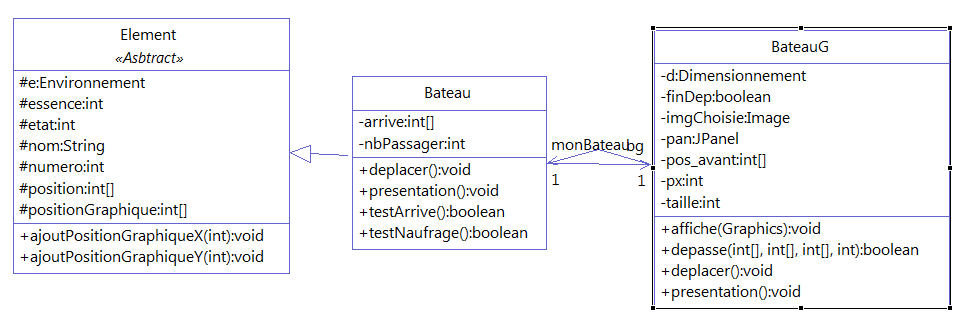 Element
«Asbtract»
#e:Environnement
#essence:int
#etat:int
#nom:String
#numero:int
#position:int[]
#positionGraphique:int[]
+ajoutPositionGraphiqueX(int):void
+ajoutPositionGraphiqueY(int):void
Bateau
-arrive:int[]
-nbPassager:int
+deplacer():void
+presentation():void
+testArrive():boolean
+testNaufrage():boolean
monBateau
bg
1
1
BateauG
-d:Dimensionnement
-finDep:boolean
-imgChoisie:Image
-pan:JPanel
-pos_avant:int[]
-px:int
-taille:int
+affiche(Graphics):void
+depasse(int[], int[], int[], int):boolean
+deplacer():void
+presentation():void